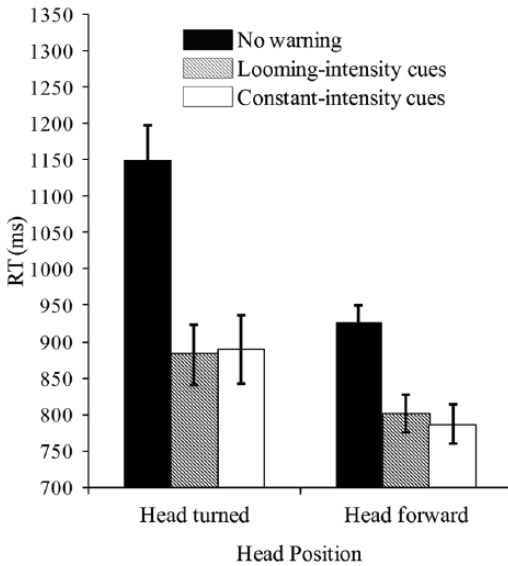 1350
1300
1250
1200
1150
1100
1050
1000
950
900
850
800
750
700
RT (ms)
No warning
Looming-intensity cues
Constant-intensity cues
Head turned Head forward
Head Position